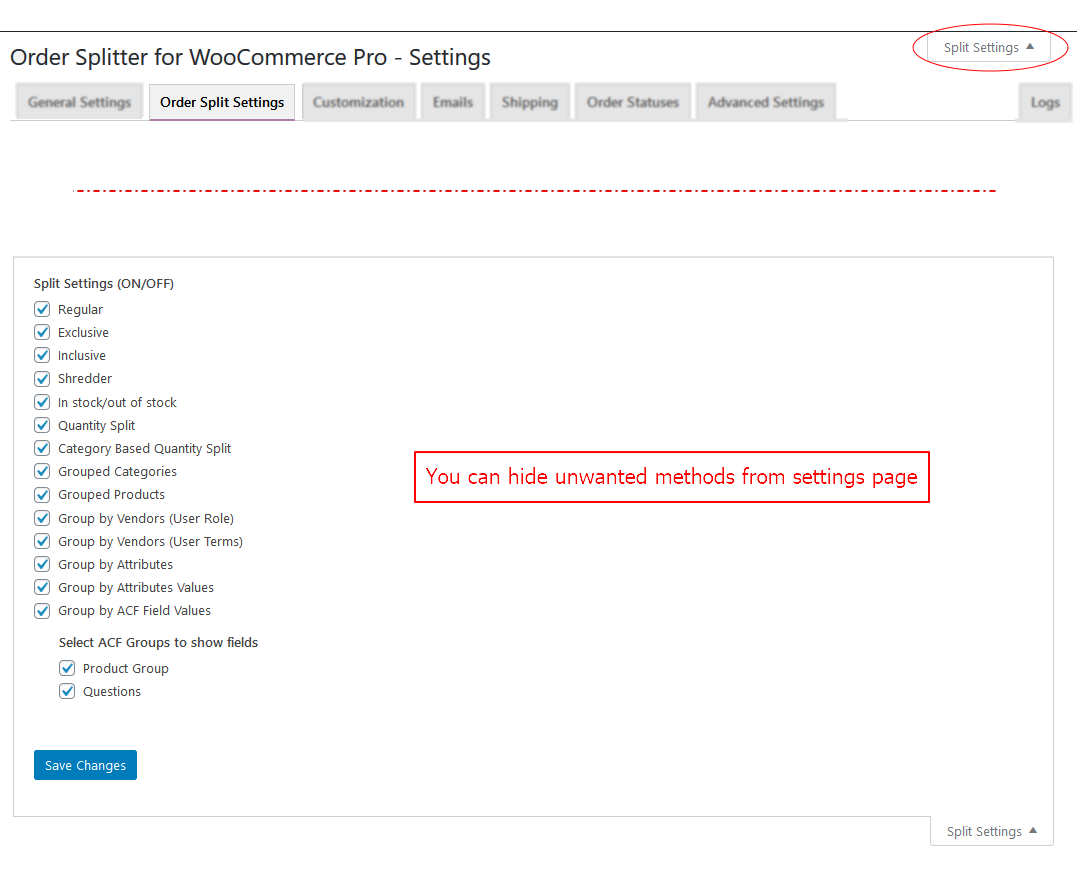 Split Settings
Order Splitter for WooCommerce Pro - Settings
General Settings Order Split Settings Customization Emails Shipping Order Statuses Advanced Settings Logs
Split Settings (ON/OFF)
Regular
Exclusive
Inclusive
Shredder
In stock/out of stock
Quantity Split
Category Based Quantity Split
Grouped Categories
You can hide unwanted methods from settings page
Grouped Products
Group by Vendors (User Role)
Group by Vendors (User Terms)
Group by Attributes
Group by Attributes Values
Group by ACF Field Values
Select ACF Groups to show fields
Product Group
Questions
Save Changes
Split Settings